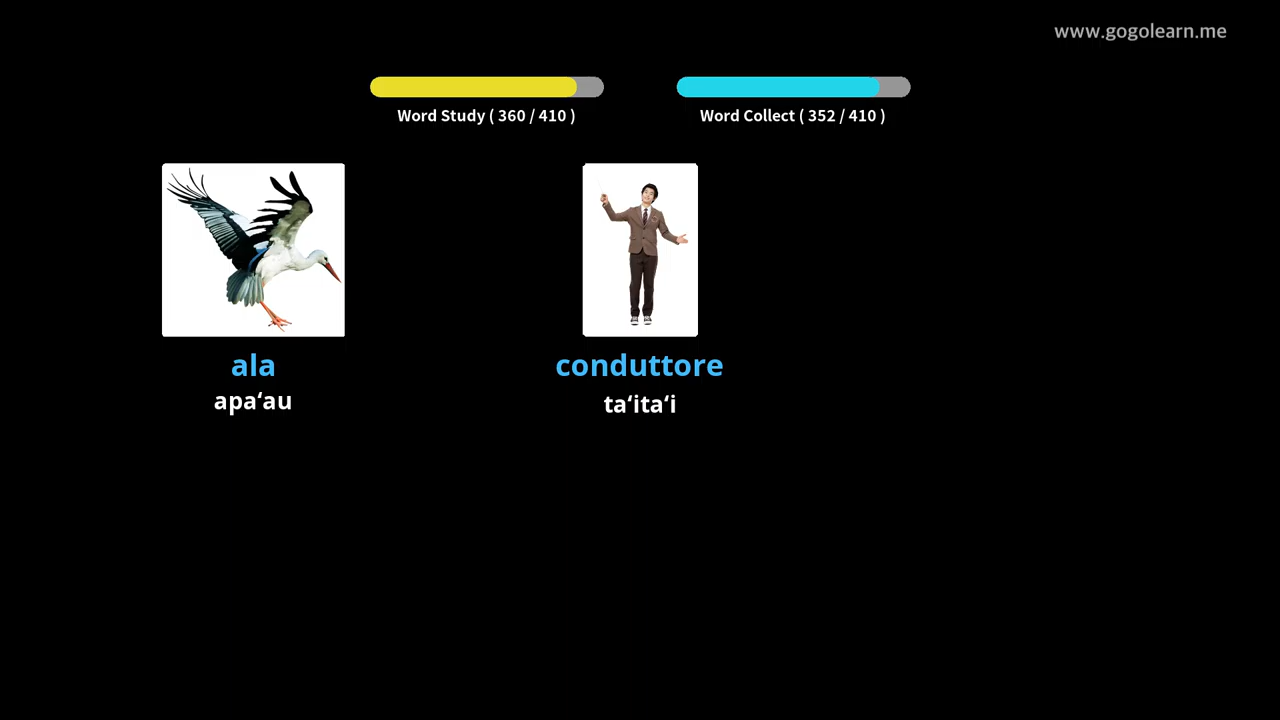 www.gogolearn.me
Word Study ( 360 / 410 )
Word Collect ( 352 / 410 )
ala
apa‘au
conduttore
ta‘ita‘i